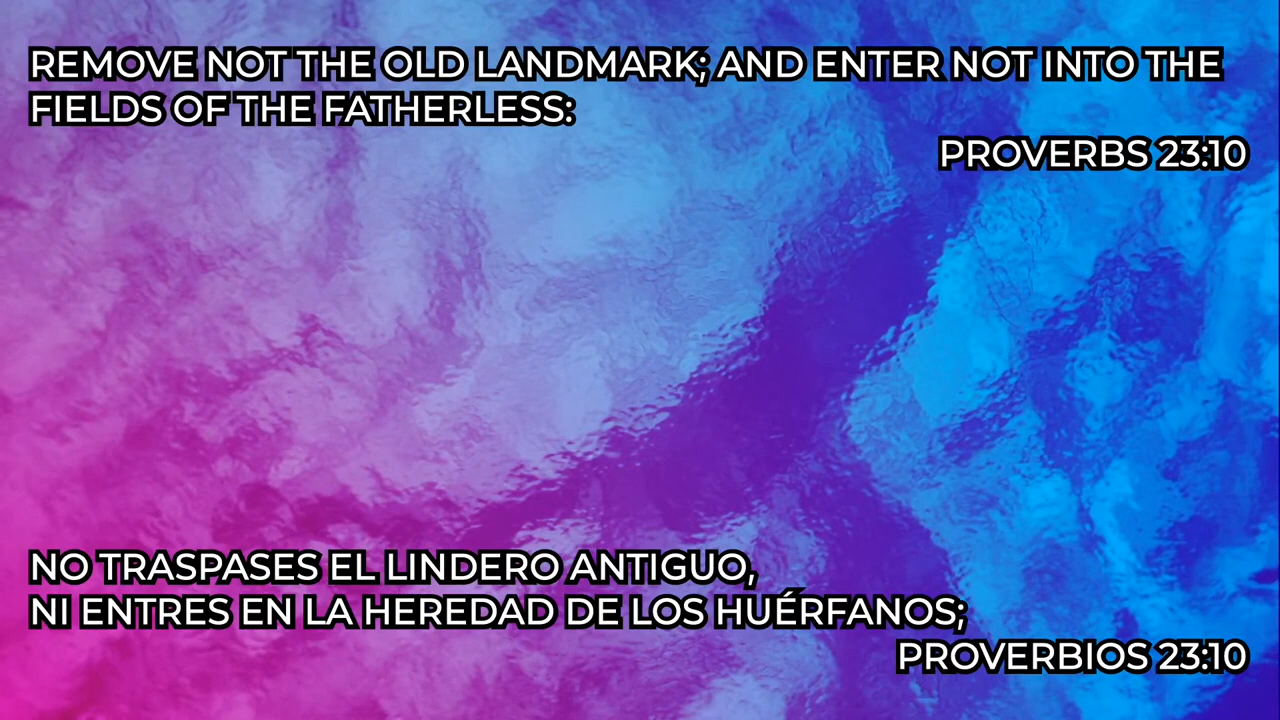 REMOVE NOT THE OLD LANDMARK; AND ENTER NOT INTO THE
FIELDS OF THE FATHERLESS:
PROVERBS 23:10
NO TRASPASES EL LINDERO ANTIGUO,
NI ENTRES EN LA HEREDAD DE LOS HUÉRFANOS;
PROVERBIOS 23:10